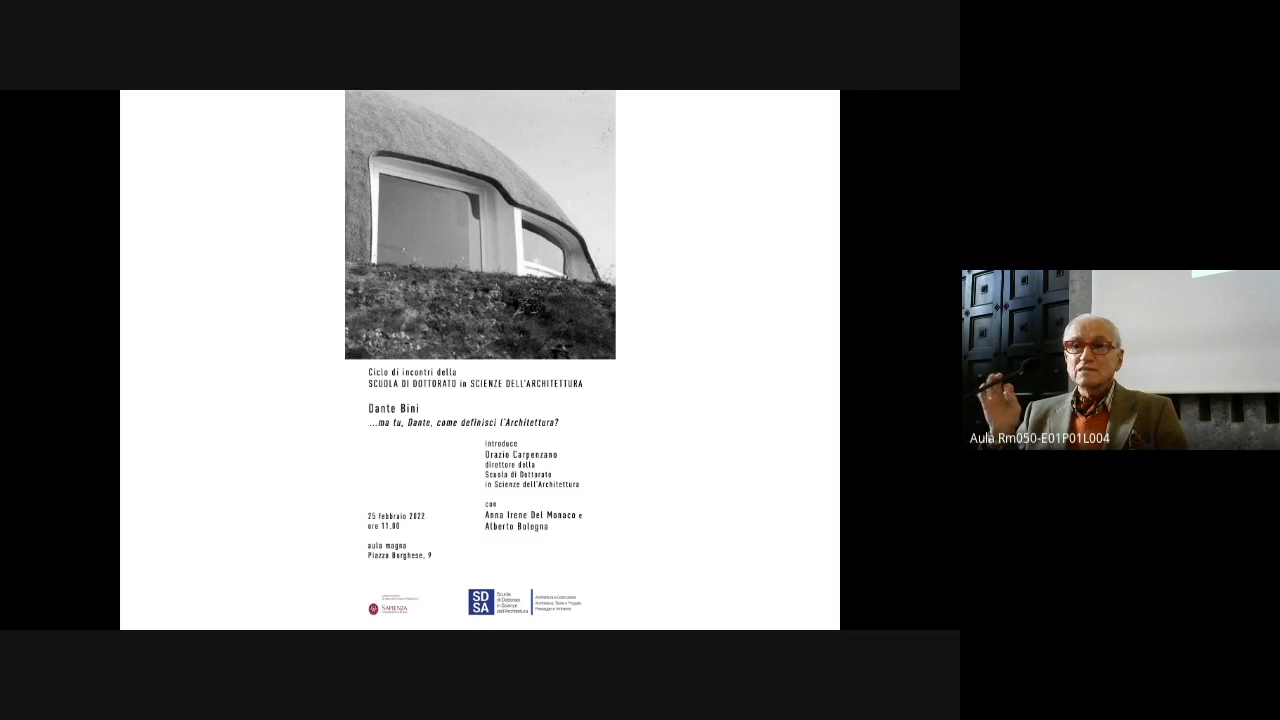 Ciclo di incontri della
SCUOLA DI DOTTORATO in SCIENZE DELL'ARCHITETTURA
Dante Bini
...ma tu, Dante, come definisci l'Architettura?
introduce
Orazio Carpenzano
direttore della
Scuola di Dottorato
in Scienze dell'Architettura
con
Anna Irene Del Monaco e
Alberto Bologna
25 febbraio 2022
ore 11.00
aula magna
Piazza Borghese, 9
SAPIENZA
SD
SA
Scuola
di Dottorato
in Scienze
dell'Architettura
Aula Rm050-E01P01L004